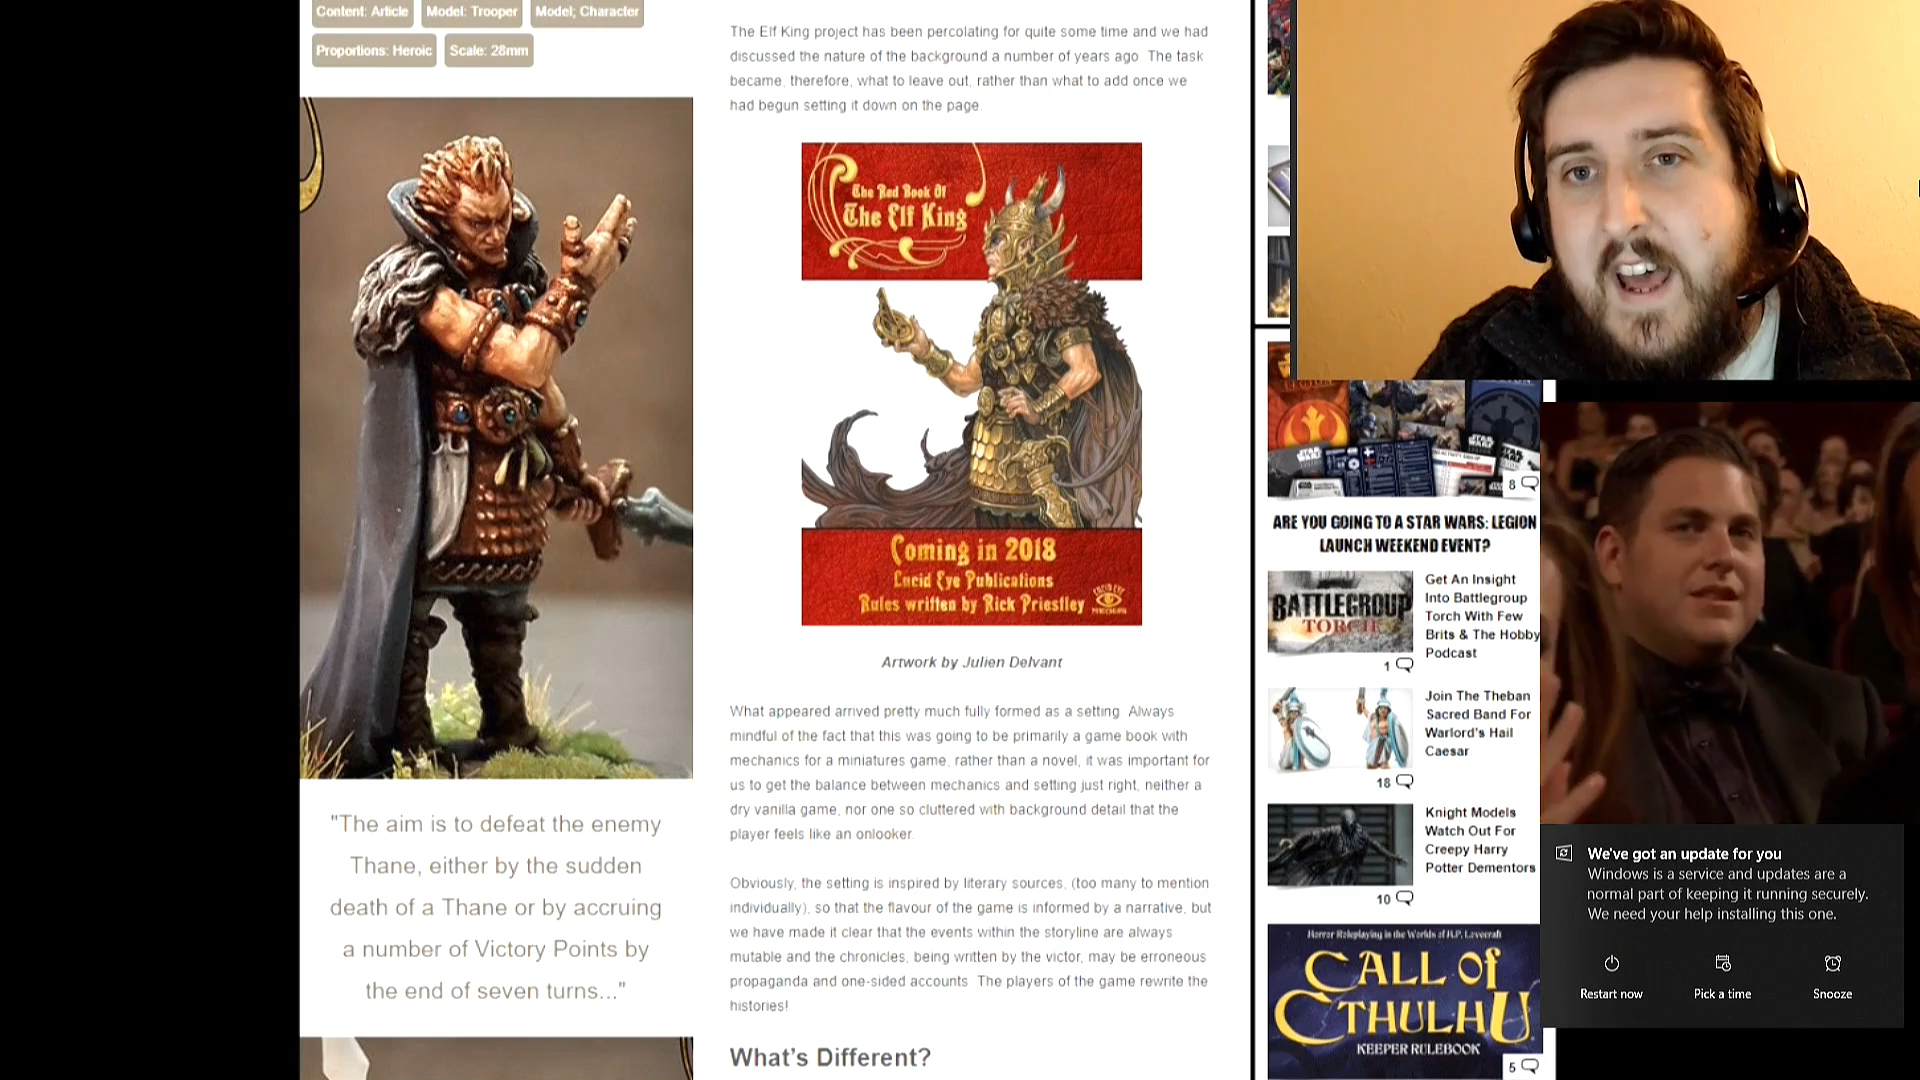 Content: Article
Model: Trooper
Model; Character
Proportions: Heroic
Scale: 28mm
"The aim is to defeat the enemy
Thane, either by the sudden
death of a Thane or by accruing
a number of Victory Points by
the end of seven turns..."
The Elf King project has been percolating for quite some time and we had
discussed the nature of the background a number of years ago. The task
became, therefore, what to leave out, rather than what to add once we
had begun setting it down on the page.
The Red Book Of
The Elf King
Coming in 2018
Lucid Eye Publications
Rules written by Rick Priestley
Artwork by Julien Delvant
What appeared arrived pretty much fully formed as a setting. Always
mindful of the fact that this was going to be primarily a game book with
mechanics for a miniatures game, rather than a novel, it was important for
us to get the balance between mechanics and setting just right, neither a
dry vanilla game, nor one so cluttered with background detail that the
player feels like an onlooker.
Obviously, the setting is inspired by literary sources, (too many to mention
individually), so that the flavour of the game is informed by a narrative, but
we have made it clear that the events within the storyline are always
mutable and the chronicles, being written by the victor, may be erroneous
propaganda and one-sided accounts. The players of the game rewrite the
histories!
What's Different?
8
ARE YOU GOING TO A STAR WARS: LEGION
LAUNCH WEEKEND EVENT?
BATTLEGROUP
TORCH
Get An Insight
Into Battlegroup
Torch With Few
Brits & The Hobby
Podcast
1
Join The Theban
Sacred Band For
Warlord's Hail
Caesar
18
Knight Models
Watch Out For
Creepy Harry
Potter Dementors
10
Horror Roleplaying in the Worlds of H.P. Lovecraft
CALL of
CTHULHU
KEEPER RULEBOOK
5
We've got an update for you
Windows is a service and updates are a
normal part of keeping it running securely.
We need your help installing this one.
Restart now
Pick a time
Snooze